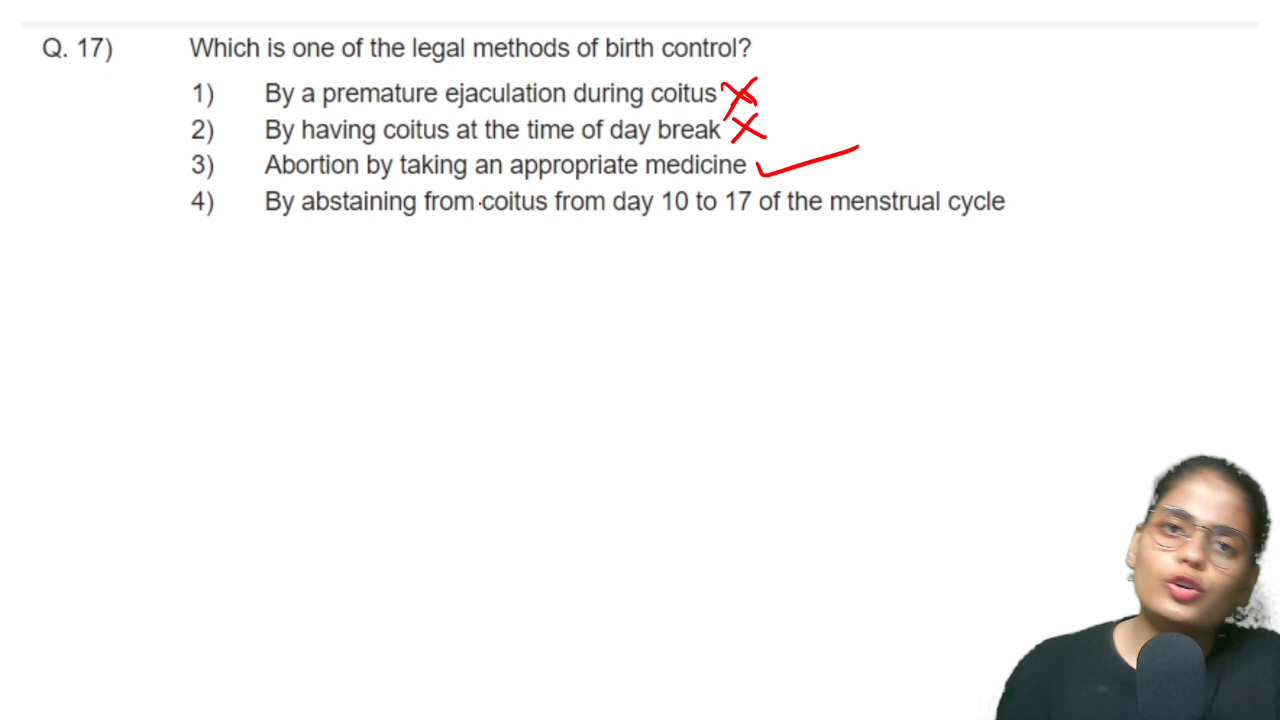 Q. 17) Which is one of the legal methods of birth control?
1) By a premature ejaculation during coitus
2) By having coitus at the time of day break
3) Abortion by taking an appropriate medicine
4) By abstaining from coitus from day 10 to 17 of the menstrual cycle